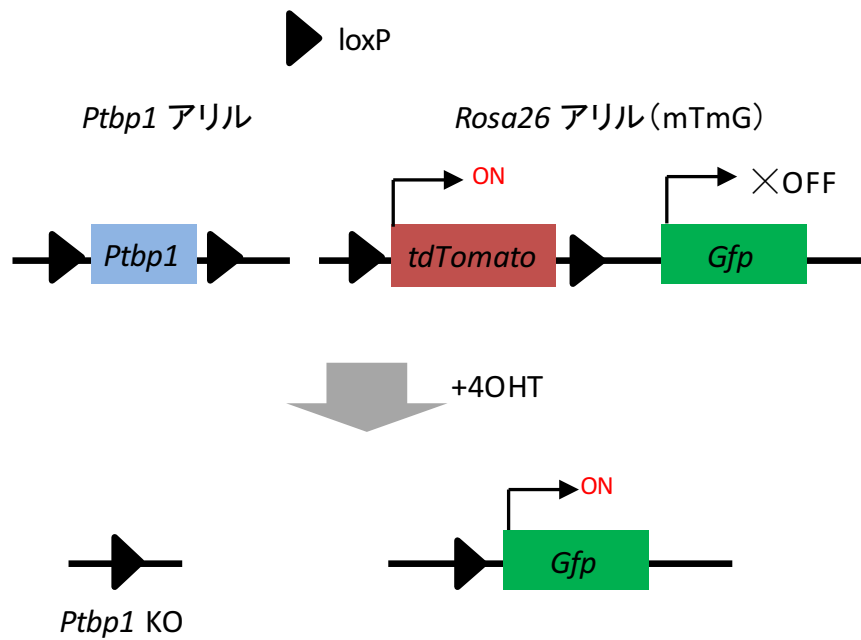 loxP
Ptbp1 アリル
Rosa26 アリル（mTmG）
ON
×OFF
Ptbp1
tdTomato
Gfp
+4OHT
ON
Gfp
Ptbp1 KO